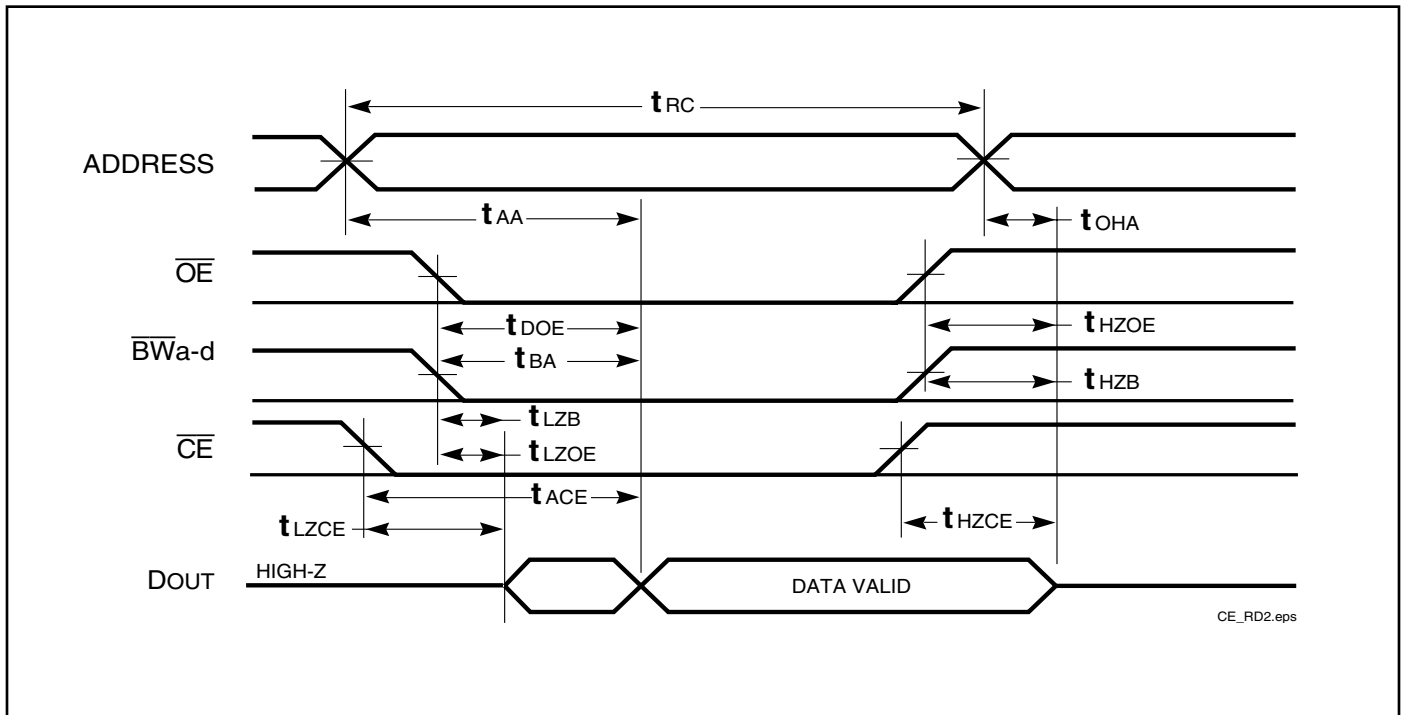 tRC
ADDRESS
tAA
tOHA
OE
tDOE
tHZOE
BWa-d
tBA
tHZB
tLZB
CE
tLZOE
tACE
tLZCE
tHZCE
DOUT
HIGH-Z
DATA VALID
CE_RD2.eps